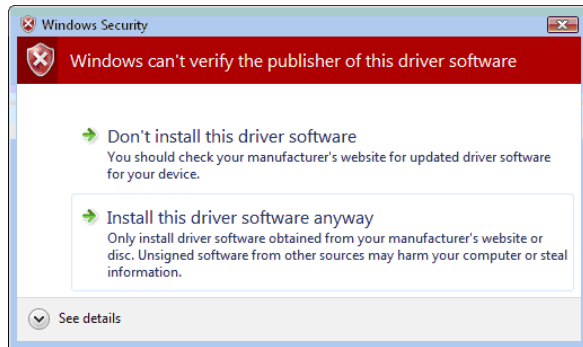 Windows Security
Windows can't verify the publisher of this driver software
Don't install this driver software
You should check your manufacturer's website for updated driver software
for your device.
Install this driver software anyway
Only install driver software obtained from your manufacturer's website or
disc. Unsigned software from other sources may harm your computer or steal
information.
See details